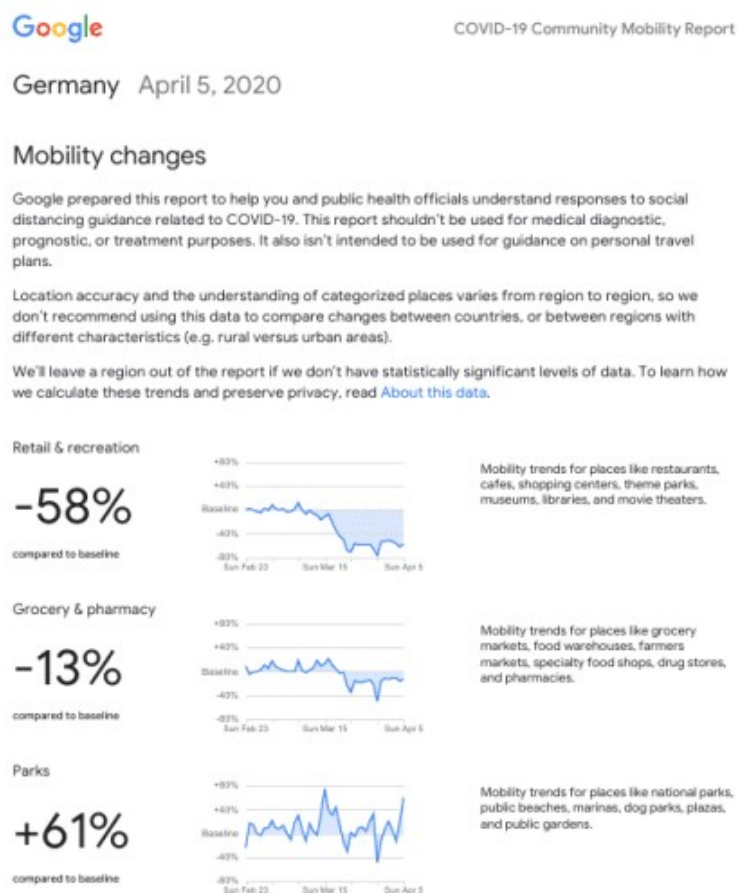 Google
COVID-19 Community Mobility Report
Germany April 5, 2020
Mobility changes
Google prepared this report to help you and public health officials understand responses to social
distancing guidance related to COVID-19. This report shouldn't be used for medical diagnostic,
prognostic, or treatment purposes. It also isn't intended to be used for guidance on personal travel
plans.
Location accuracy and the understanding of categorized places varies from region to region, so we
don't recommend using this data to compare changes between countries, or between regions with
different characteristics (e.g. rural versus urban areas).
We'll leave a region out of the report if we don't have statistically significant levels of data. To learn how
we calculate these trends and preserve privacy, read About this data.
Retail & recreation
-58%
compared to baseline
+80%
+40%
Baseline
-40%
-80%
Sun Feb 23 Sun Mar 15 Sun Apr 5
Mobility trends for places like restaurants,
cafes, shopping centers, theme parks,
museums, libraries, and movie theaters.
Grocery & pharmacy
-13%
compared to baseline
+80%
+40%
Baseline
-40%
-80%
Sun Feb 23 Sun Mar 15 Sun Apr 5
Mobility trends for places like grocery
markets, food warehouses, farmers
markets, specialty food shops, drug stores,
and pharmacies.
Parks
+61%
compared to baseline
+80%
+40%
Baseline
-40%
-80%
Sun Feb 23 Sun Mar 15 Sun Apr 5
Mobility trends for places like national parks,
public beaches, marinas, dog parks, plazas,
and public gardens.